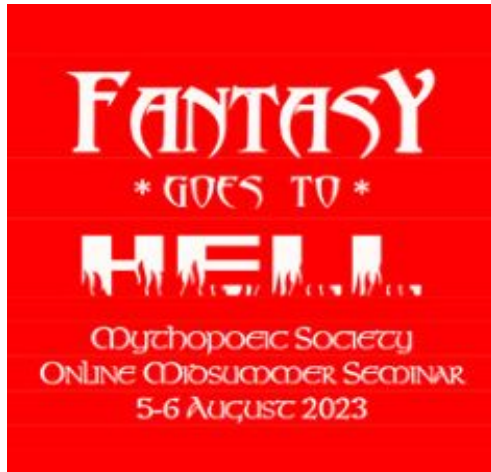 FANTASY
* GOES TO *
HELL
Mythopoeic Society
Online Midsummer Seminar
5-6 August 2023